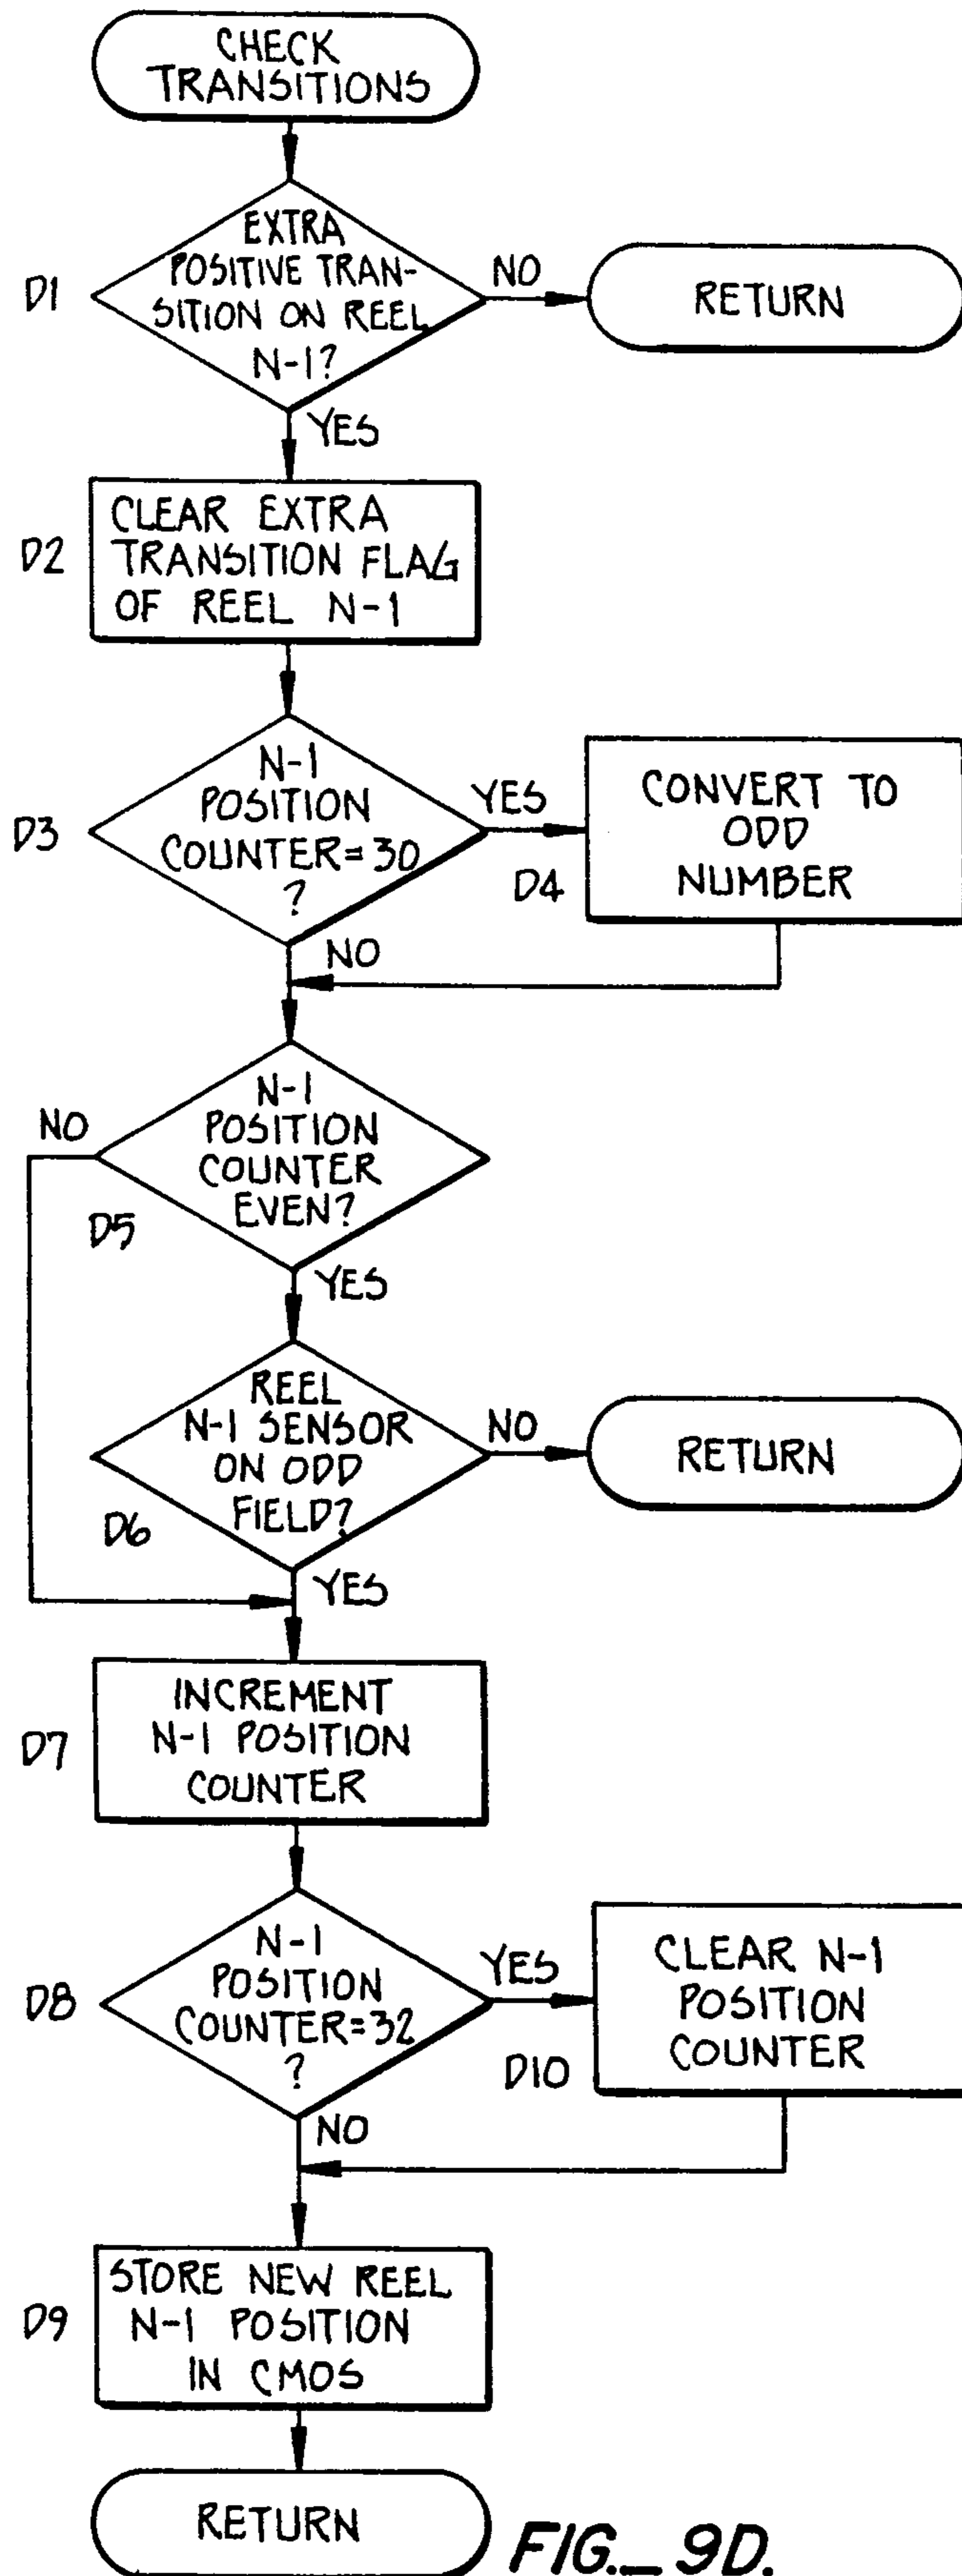 CHECK
TRANSITIONS
D1
EXTRA
POSITIVE TRAN-
SITION ON REEL
N-1?
NO
RETURN
YES
D2
CLEAR EXTRA
TRANSITION FLAG
OF REEL N-1
D3
N-1
POSITION
COUNTER=30
?
YES
D4
CONVERT TO
ODD
NUMBER
NO
D5
N-1
POSITION
COUNTER
EVEN?
NO
YES
D6
REEL
N-1 SENSOR
ON ODD
FIELD?
NO
RETURN
YES
D7
INCREMENT
N-1 POSITION
COUNTER
D8
N-1
POSITION
COUNTER=32
?
YES
D10
CLEAR N-1
POSITION
COUNTER
NO
D9
STORE NEW REEL
N-1 POSITION
IN CMOS
RETURN
FIG._9D.